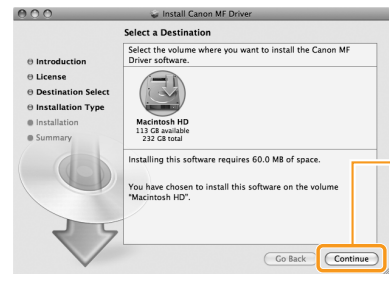 Install Canon MF Driver
Select a Destination
Introduction
License
Destination Select
Installation Type
Installation
Summary
Select the volume where you want to install the Canon MF
Driver software.
Macintosh HD
113 GB available
232 GB total
Installing this software requires 60.0 MB of space.
You have chosen to install this software on the volume
"Macintosh HD".
Go Back
Continue